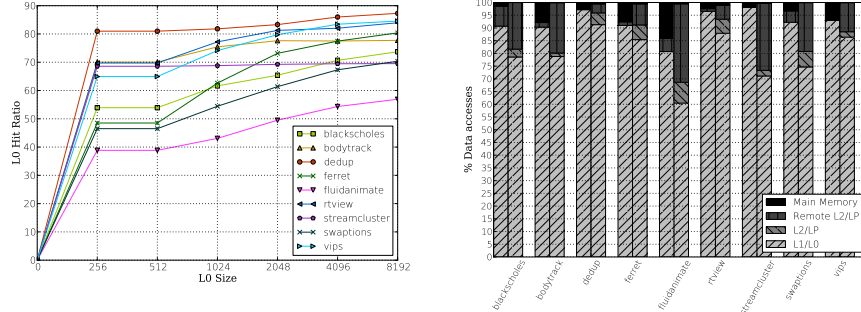 90
80
70
60
50
40
30
20
10
0
L0 Hit Ratio
0 256 512 1024 2048 4096 8192
L0 Size
blackscholes
bodytrack
dedup
ferret
fluidanimate
rtview
streamcluster
swaptions
vips
100
95
90
85
80
75
70
65
60
55
50
45
40
35
30
25
20
15
10
5
0
% Data accesses
Main Memory
Remote L2/LP
L2/LP
L1/L0
blackscholes
bodytrack
dedup
ferret
fluidanimate
rtview
streamcluster
swaptions
vips